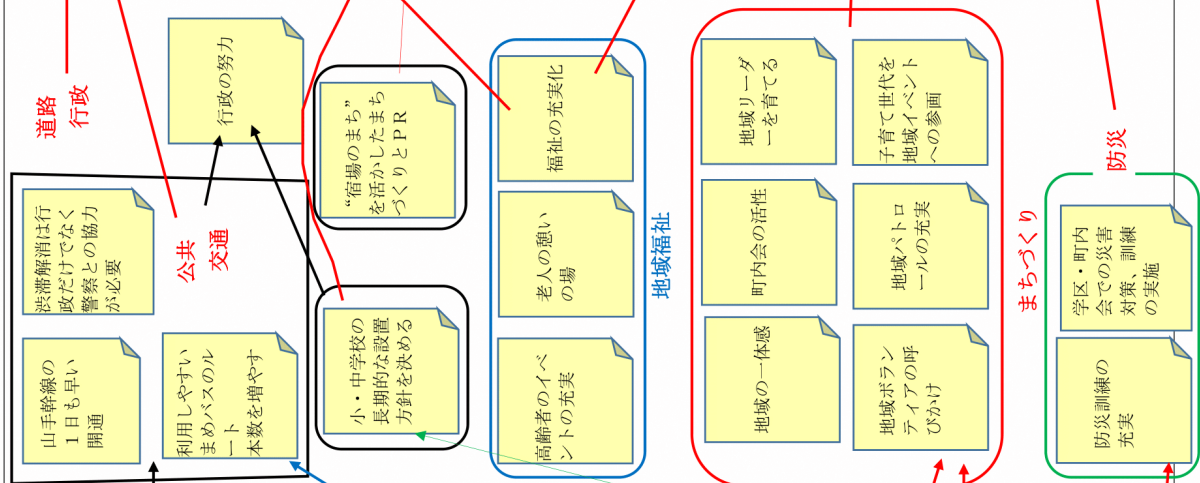 道路
行政
行政の努力
渋滞解消は行
政だけでなく
警察との協力
が必要
公共
交通
山手幹線の
１日も早い
開通
利用しやすい
まめバスのル
ート
本数を増やす
“宿場のまち”
を活かしたまち
づくりとＰＲ
小・中学校の
長期的な設置
方針を決める
福祉の充実化
老人の憩い
の場
高齢者のイベ
ントの充実
地域福祉
地域リーダ
ーを育てる
子育て世代を
地域イベント
への参画
町内会の活性
地域パトロ
ールの充実
地域の一体感
地域ボラン
ティアの呼
びかけ
まちづくり
防災
学区・町内
会での災害
対策、訓練
の実施
防災訓練の
充実